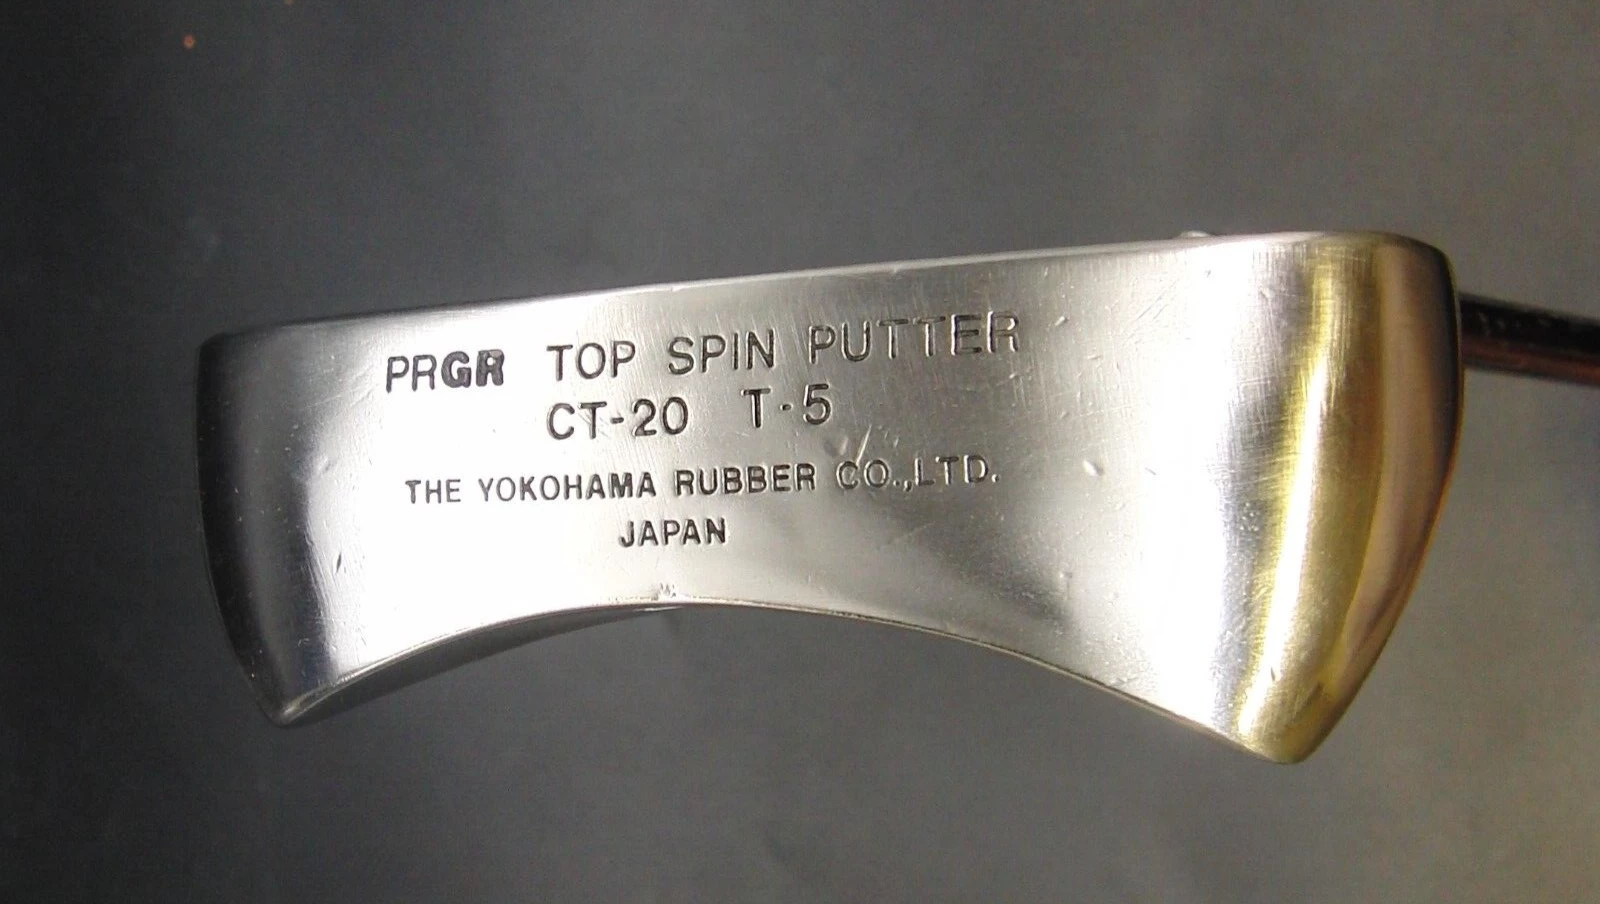 PRGR TOP SPIN PUTTER
CT-20 T-5
THE YOKOHAMA RUBBER CO.,LTD.
JAPAN